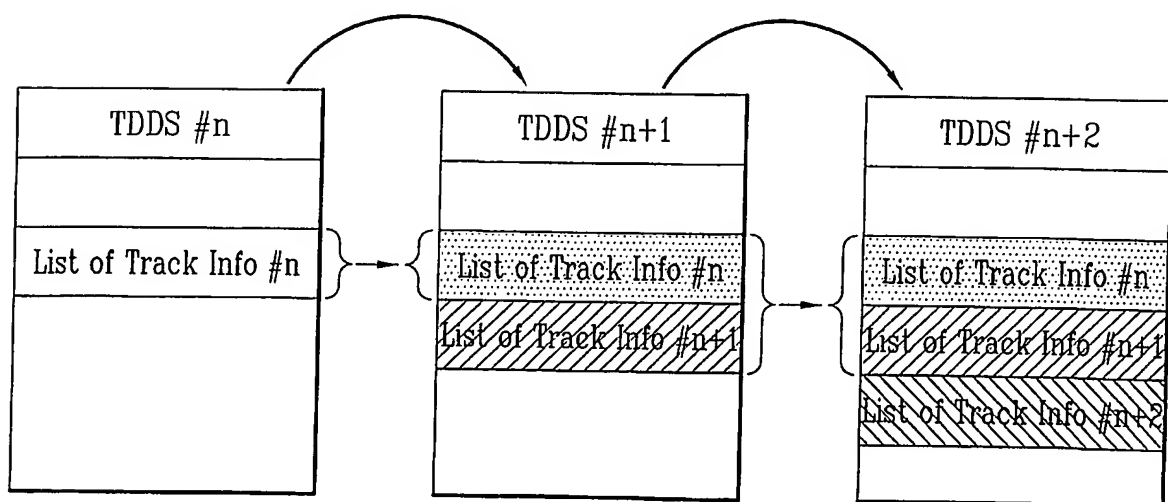 TDDS #n
List of Track Info #n
TDDS #n+1
List of Track Info #n
List of Track Info #n+1
TDDS #n+2
List of Track Info #n
List of Track Info #n+1
List of Track Info #n+2